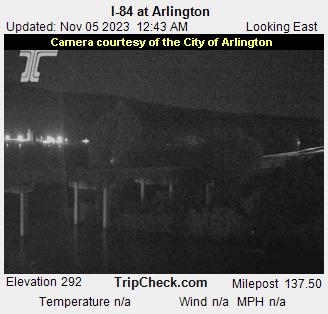 I-84 at Arlington
Updated: Nov 05 2023 12:43 AM Looking East
Camera courtesy of the City of Arlington
Elevation 292 TripCheck.com Milepost 137.50
Temperature n/a Wind n/a MPH n/a